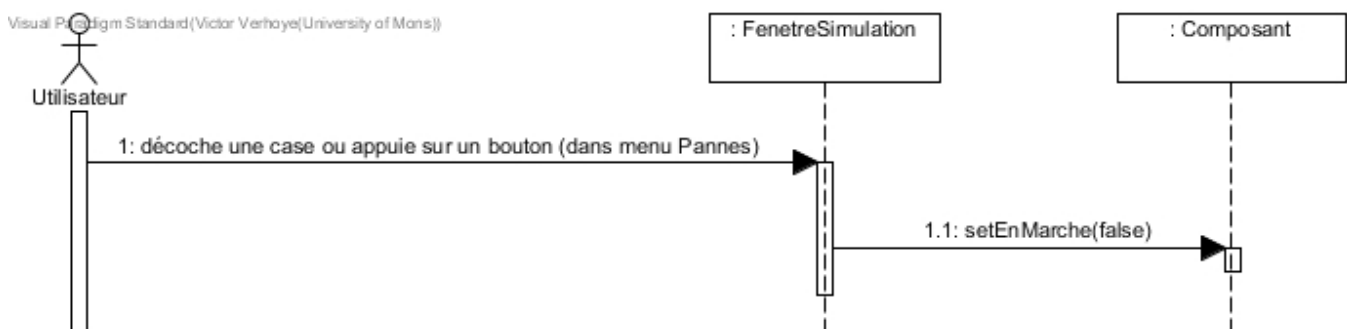 Visual Paradigm Standard(Victor Verhoye(University of Mons))
: FenetreSimulation
: Composant
Utilisateur
1: décoche une case ou appuie sur un bouton (dans menu Pannes)
1.1: setEnMarche(false)